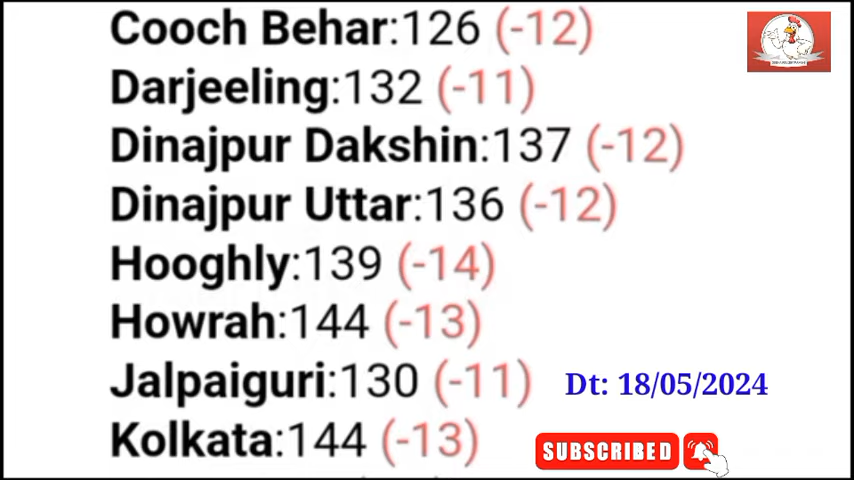 Cooch Behar:126 (-12)
Darjeeling:132 (-11)
Dinajpur Dakshin:137 (-12)
Dinajpur Uttar:136 (-12)
Hooghly:139 (-14)
Howrah:144 (-13)
Jalpaiguri:130 (-11)
Dt: 18/05/2024
Kolkata:144 (-13)
SUBSCRIBED